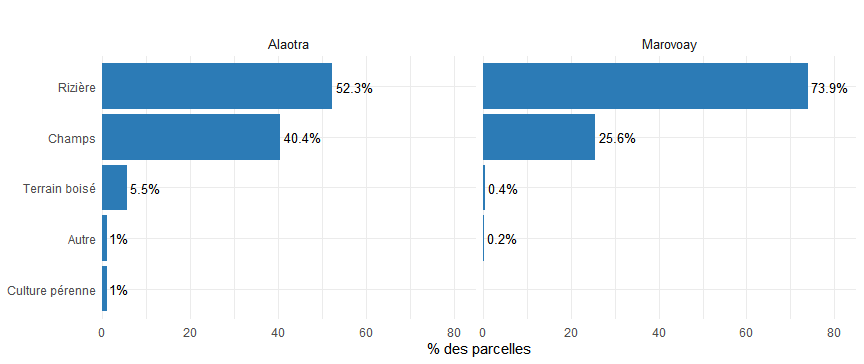 Alaotra Marovoay
Rizière 52.3% 73.9%
Champs 40.4% 25.6%
Terrain boisé 5.5% 0.4%
Autre 1% 0.2%
Culture pérenne 1%
0 20 40 60 80 0 20 40 60 80
% des parcelles